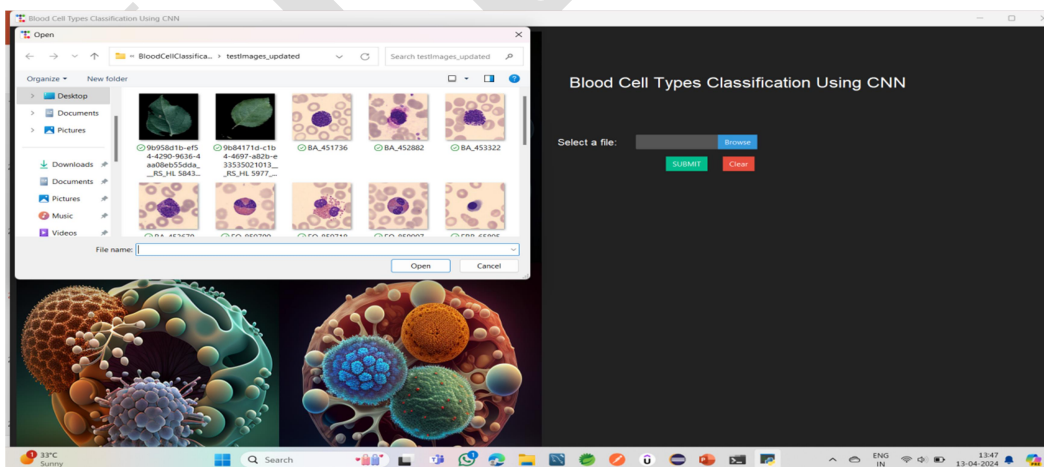 Blood Cell Types Classification Using CNN
Open
BloodCellClassifica... › testImages_updated
Search testImages_updated
Organize
New folder
Desktop
Documents
Pictures
Downloads
Documents
Pictures
Music
Videos
9b958d1b-ef5
4-4290-9636-4
aa08eb55dda_
__RS_HL 5843...
9b84171d-c1b
4-4697-a82b-e
33535021013__
_RS_HL 5977_...
BA_451736
BA_452882
BA_453322
File name:
Open
Cancel
Blood Cell Types Classification Using CNN
Select a file:
Browse
SUBMIT
Clear
1
33°C
Sunny
Search
ENG
IN
13:47
13-04-2024